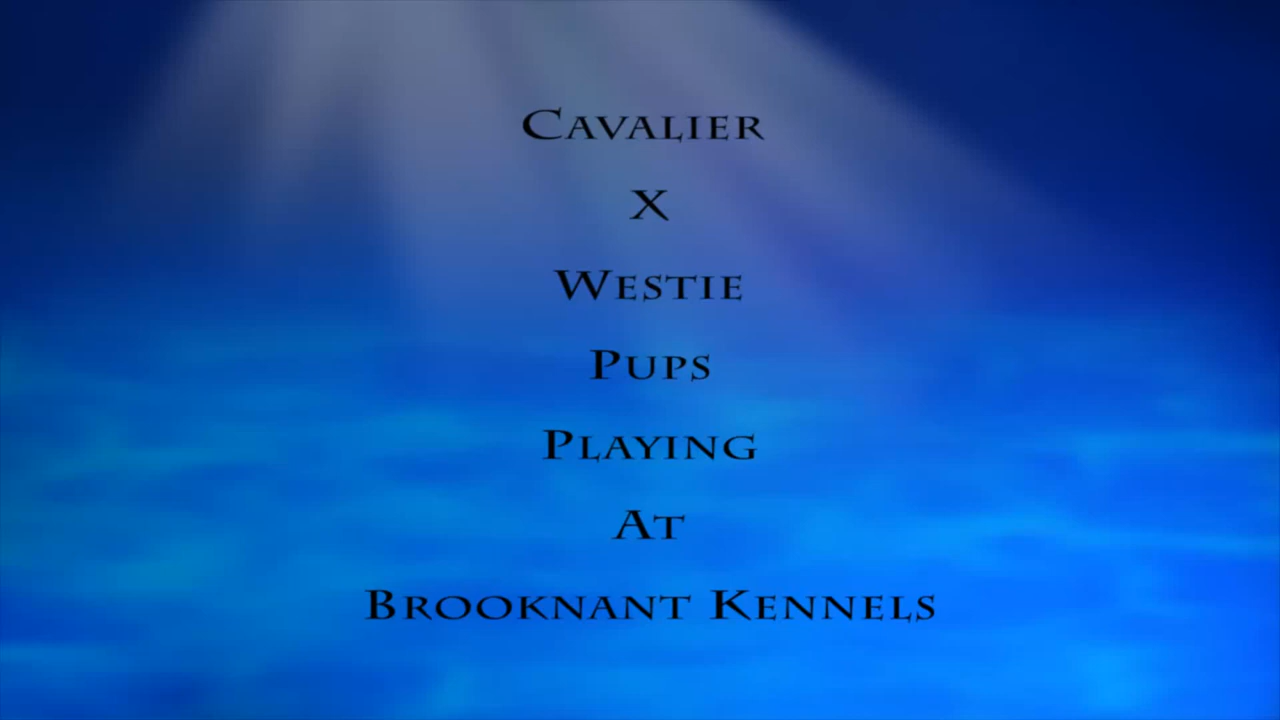 Cavalier
X
Westie
Pups
Playing
At
Brooknant Kennels